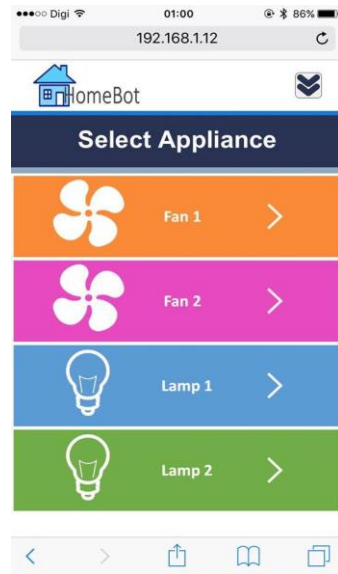 Digi 01:00 86%
192.168.1.12
HomeBot
Select Appliance
Fan 1
Fan 2
Lamp 1
Lamp 2